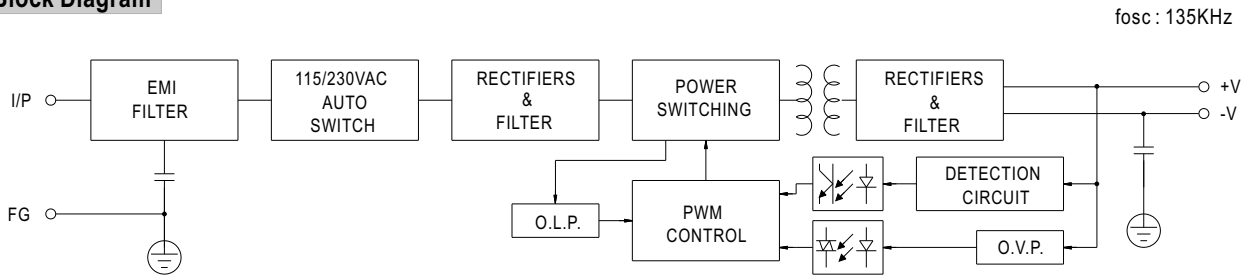 Block Diagram
fosc : 135KHz
I/P
EMI
FILTER
115/230VAC
AUTO
SWITCH
RECTIFIERS
&
FILTER
POWER
SWITCHING
RECTIFIERS
&
FILTER
+V
-V
FG
O.L.P.
PWM
CONTROL
DETECTION
CIRCUIT
O.V.P.